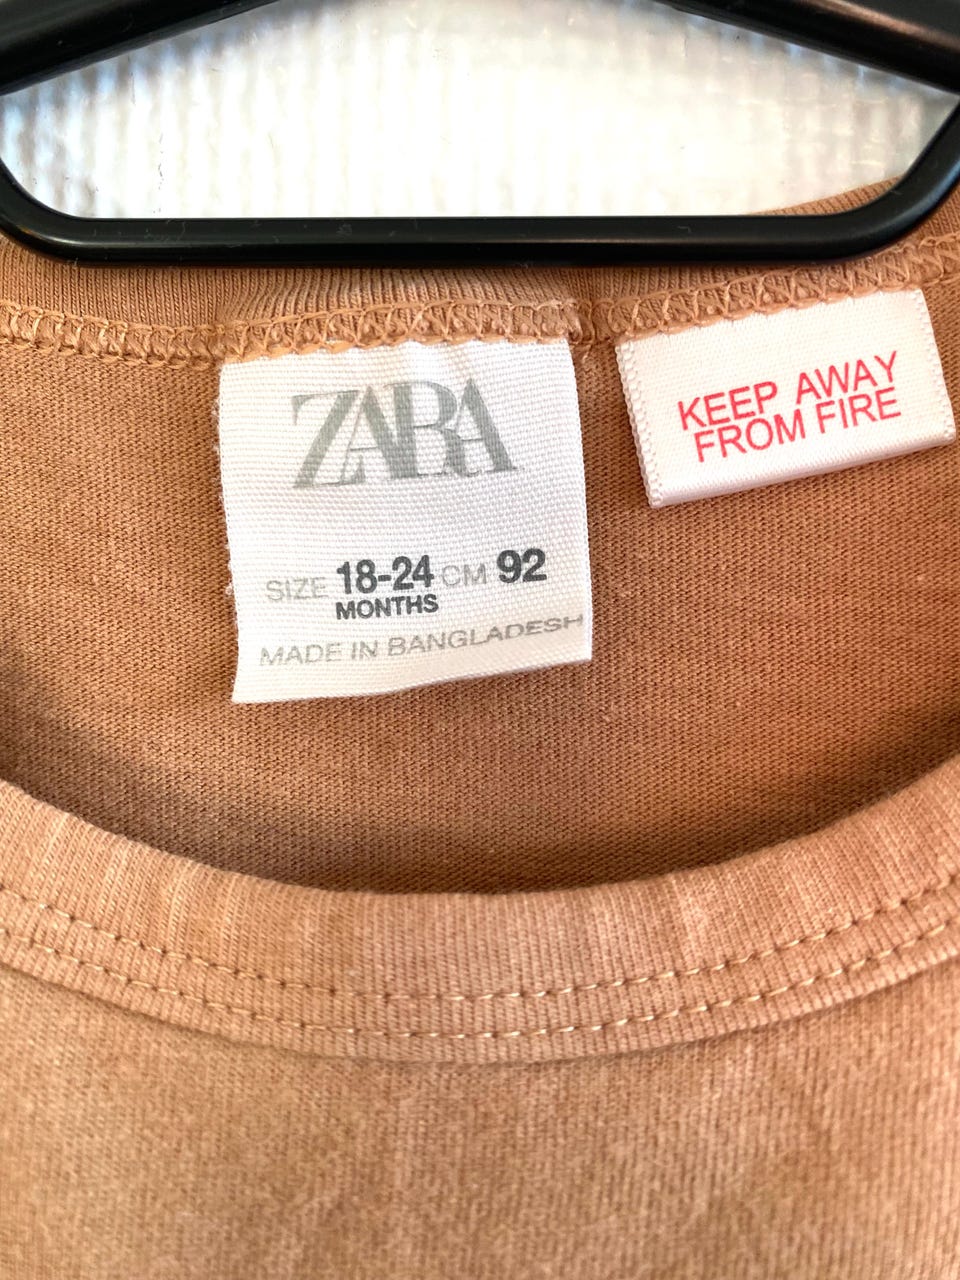 ZARA
SIZE 18-24 CM 92
MONTHS
MADE IN BANGLADESH
KEEP AWAY
FROM FIRE